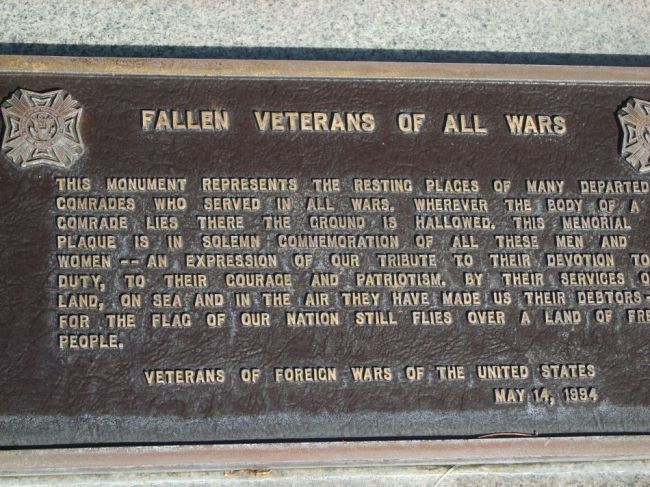 FALLEN VETERANS OF ALL WARS
THIS MONUMENT REPRESENTS THE RESTING PLACES OF MANY DEPARTED
COMRADES WHO SERVED IN ALL WARS. WHEREVER THE BODY OF A
COMRADE LIES THERE THE GROUND IS HALLOWED. THIS MEMORIAL
PLAQUE IS IN SOLEMN COMMEMORATION OF ALL THESE MEN AND
WOMEN -- AN EXPRESSION OF OUR TRIBUTE TO THEIR DEVOTION TO
DUTY, TO THEIR COURAGE AND PATRIOTISM. BY THEIR SERVICES O
LAND, ON SEA AND IN THE AIR THEY HAVE MADE US THEIR DEBTORS-
FOR THE FLAG OF OUR NATION STILL FLIES OVER A LAND OF FRE
PEOPLE.
VETERANS OF FOREIGN WARS OF THE UNITED STATES
MAY 14, 1994